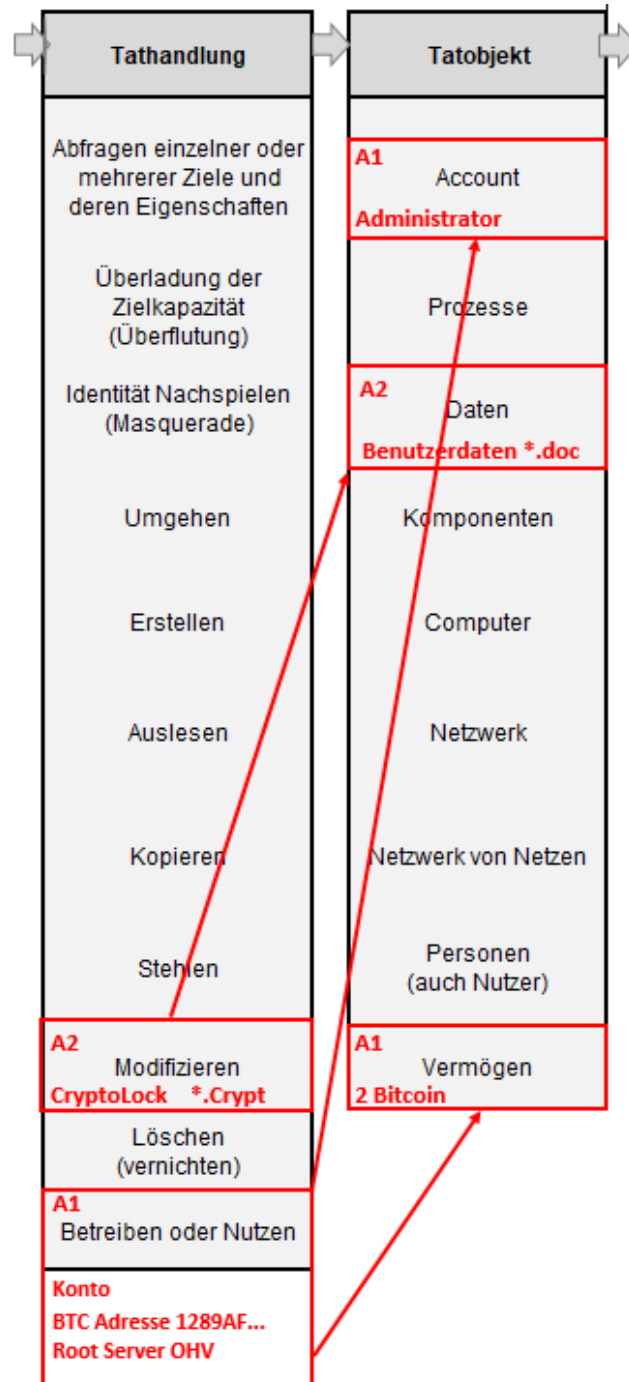 Tathandlung
Abfragen einzelner oder
mehrerer Ziele und
deren Eigenschaften
Überladung der
Zielkapazität
(Überflutung)
Identität Nachspielen
(Masquerade)
Umgehen
Erstellen
Auslesen
Kopieren
Stehlen
A2
Modifizieren
CryptoLock *.Crypt
Löschen
(vernichten)
A1
Betreiben oder Nutzen
Konto
BTC Adresse 1289AF...
Root Server OHV
Tatobjekt
A1
Account
Administrator
Prozesse
A2
Daten
Benutzerdaten *.doc
Komponenten
Computer
Netzwerk
Netzwerk von Netzen
Personen
(auch Nutzer)
A1
Vermögen
2 Bitcoin